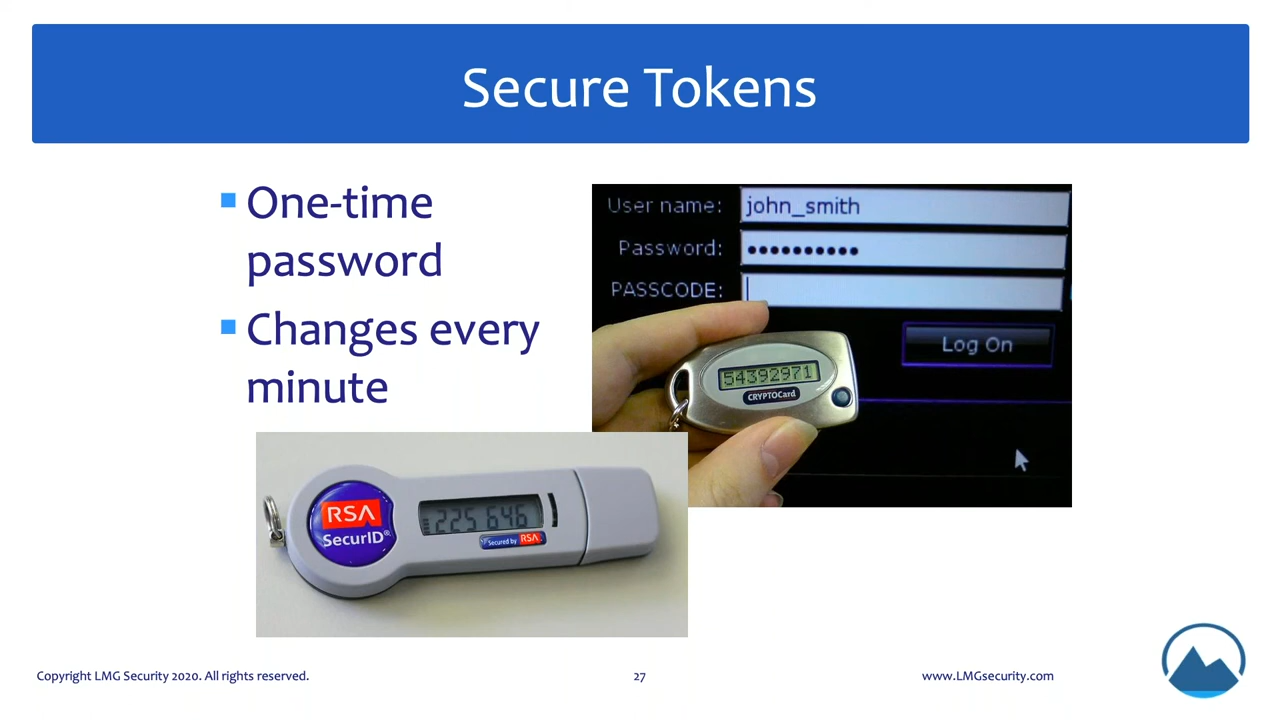 Secure Tokens
One-time
password
Changes every
minute
User name: john_smith
Password: ●●●●●●●●●●
PASSCODE:
Log On
54392971
CRYPTOCard
RSA
SecurID®
225 646
Secured by RSA
Copyright LMG Security 2020. All rights reserved.
27
www.LMGsecurity.com